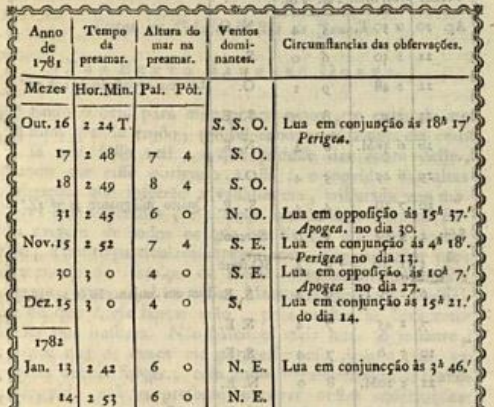 Anno de 1781 | Tempo da preamar. | Altura do mar na preamar. | Ventos dominantes. | Circumſtancias das obſervações.
Mezes | Hor. Min. | Pal. Pól.
Out. 16 | 2 24 T. | | S. S. O. | Lua em conjunção ás 18ʰ 17′
Perigea.
17 | 2 48 | 7 4 | S. O.
18 | 2 49 | 8 4 | S. O.
31 | 2 45 | 6 0 | N. O. | Lua em oppoſição ás 15ʰ 37.′
Apogea. no dia 30.
Nov. 15 | 2 52 | 7 4 | S. E. | Lua em conjunção ás 4ʰ 18′.
Perigea no dia 13.
30 | 3 0 | 4 0 | S. E. | Lua em oppoſição ás 10ʰ 7.′
Apogea no dia 27.
Dez. 15 | 3 0 | 4 0 | S. | Lua em conjunção ás 15ʰ 21.′
do dia 14.
1782
Jan. 13 | 2 42 | 6 0 | N. E. | Lua em conjuncção às 3ʰ 46.′
14 | 2 53 | 6 0 | N. E.